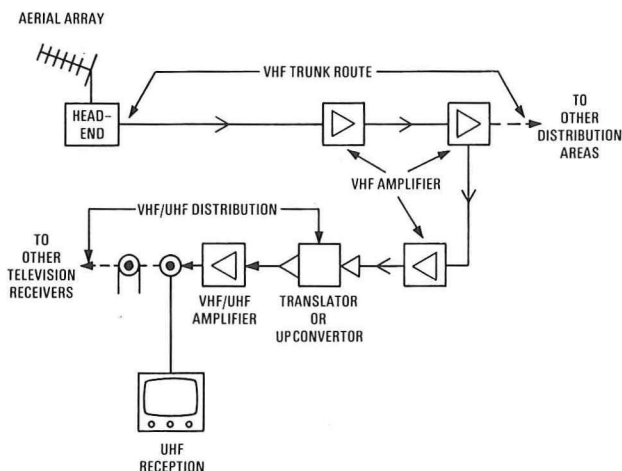 AERIAL ARRAY
VHF TRUNK ROUTE
HEAD-
END
TO
OTHER
DISTRIBUTION
AREAS
VHF AMPLIFIER
VHF/UHF DISTRIBUTION
TO
OTHER
TELEVISION
RECEIVERS
VHF/UHF
AMPLIFIER
TRANSLATOR
OR
UPCONVERTOR
UHF
RECEPTION